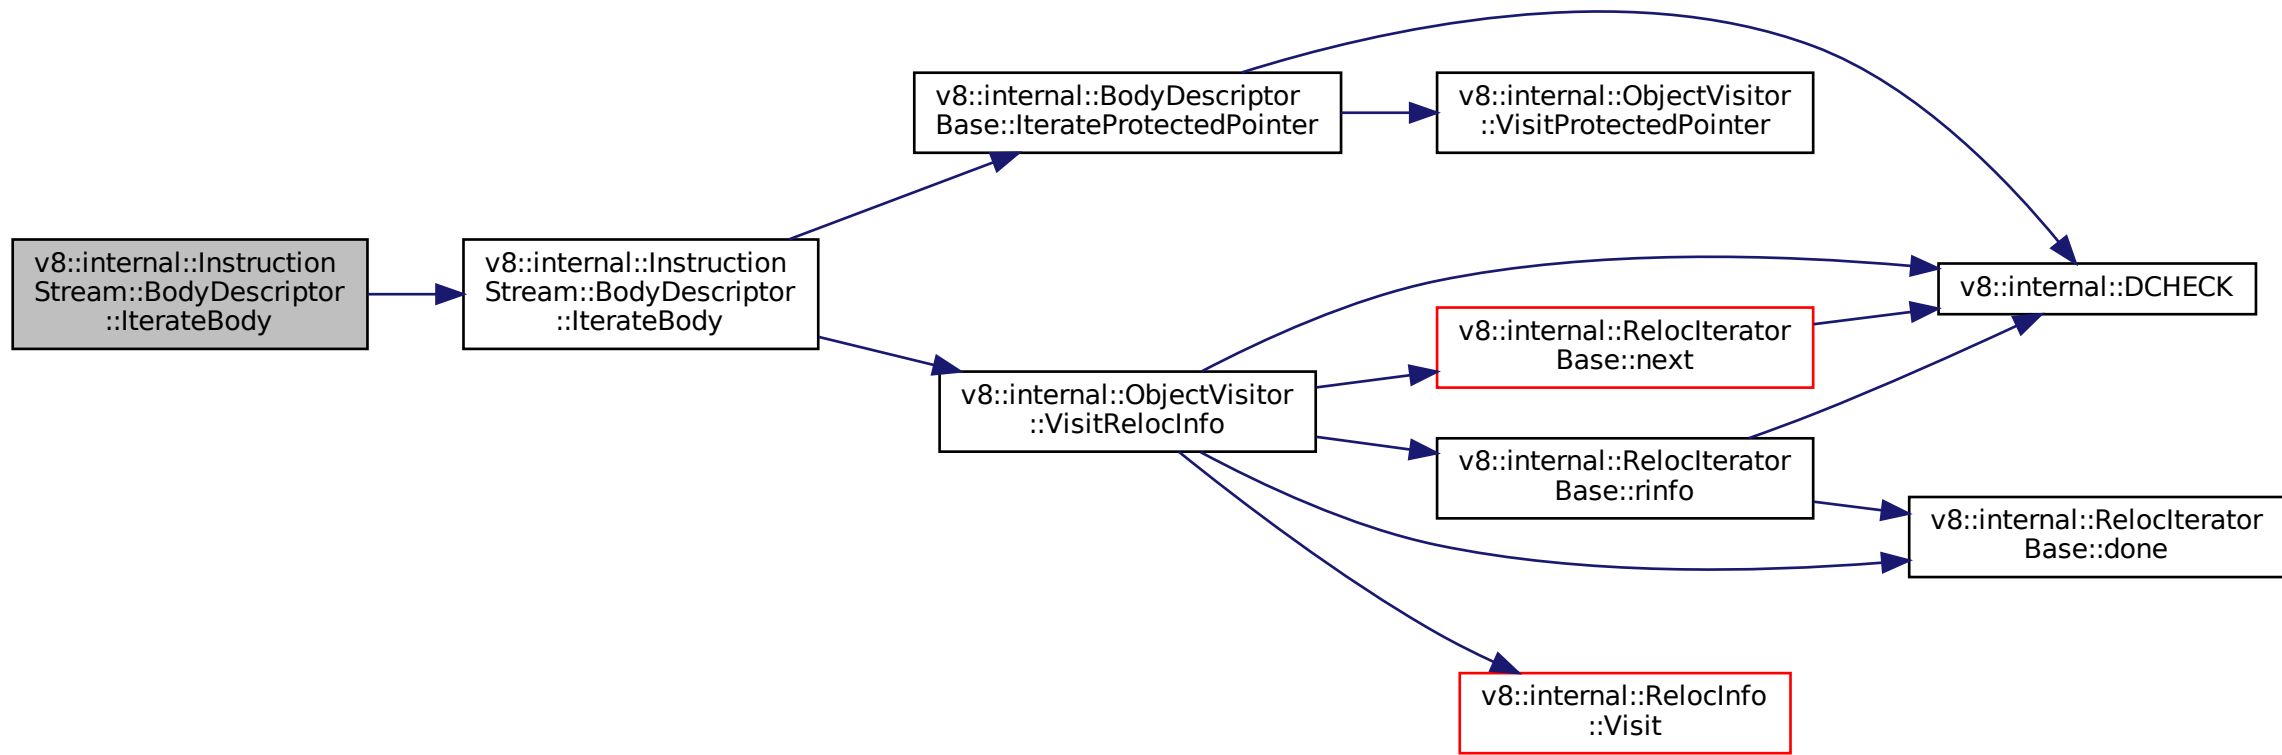 v8::internal::Instruction
Stream::BodyDescriptor
::IterateBody
v8::internal::Instruction
Stream::BodyDescriptor
::IterateBody
v8::internal::BodyDescriptor
Base::IterateProtectedPointer
v8::internal::ObjectVisitor
::VisitProtectedPointer
v8::internal::DCHECK
v8::internal::ObjectVisitor
::VisitRelocInfo
v8::internal::RelocIterator
Base::next
v8::internal::RelocIterator
Base::rinfo
v8::internal::RelocIterator
Base::done
v8::internal::RelocInfo
::Visit